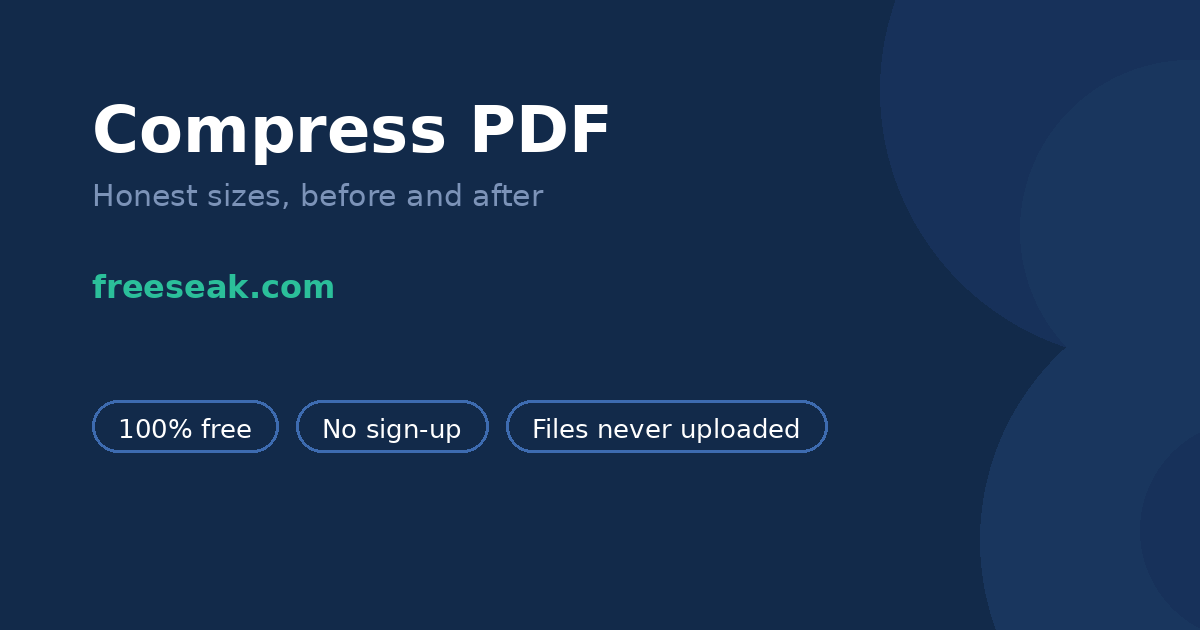 Compress PDF
Honest sizes, before and after
freeseak.com
100% free
No sign-up
Files never uploaded